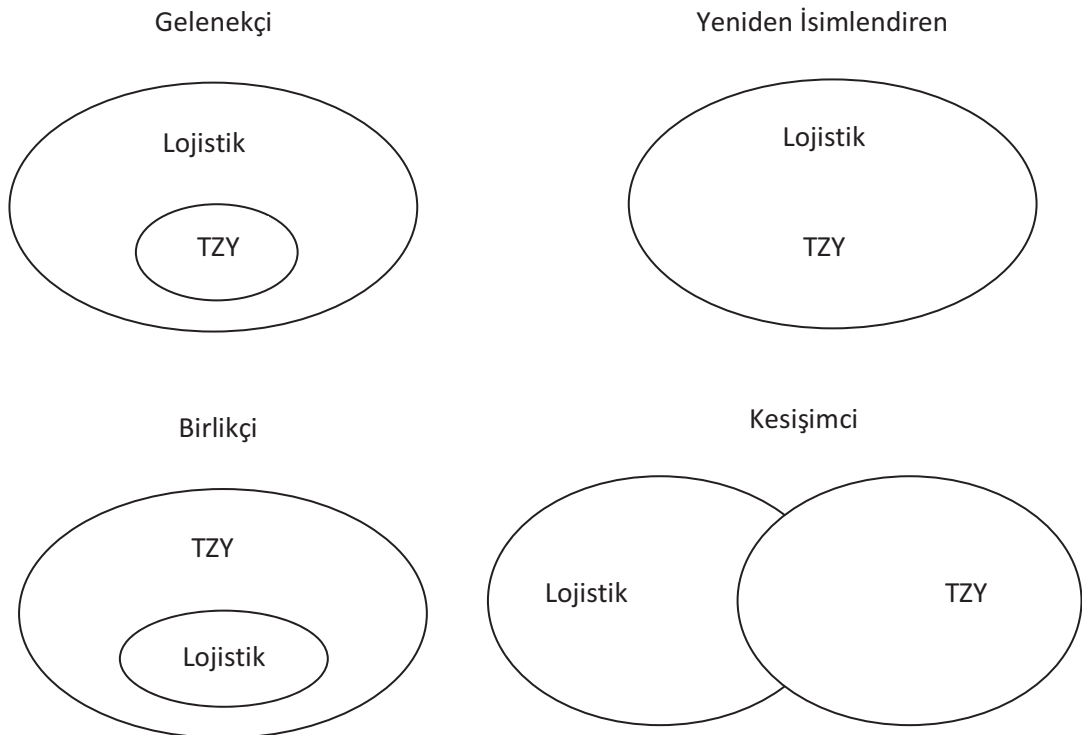 Gelenekçi
Lojistik
TZY
Yeniden İsimlendiren
Lojistik
TZY
Birlikçi
TZY
Lojistik
Kesişimci
Lojistik
TZY